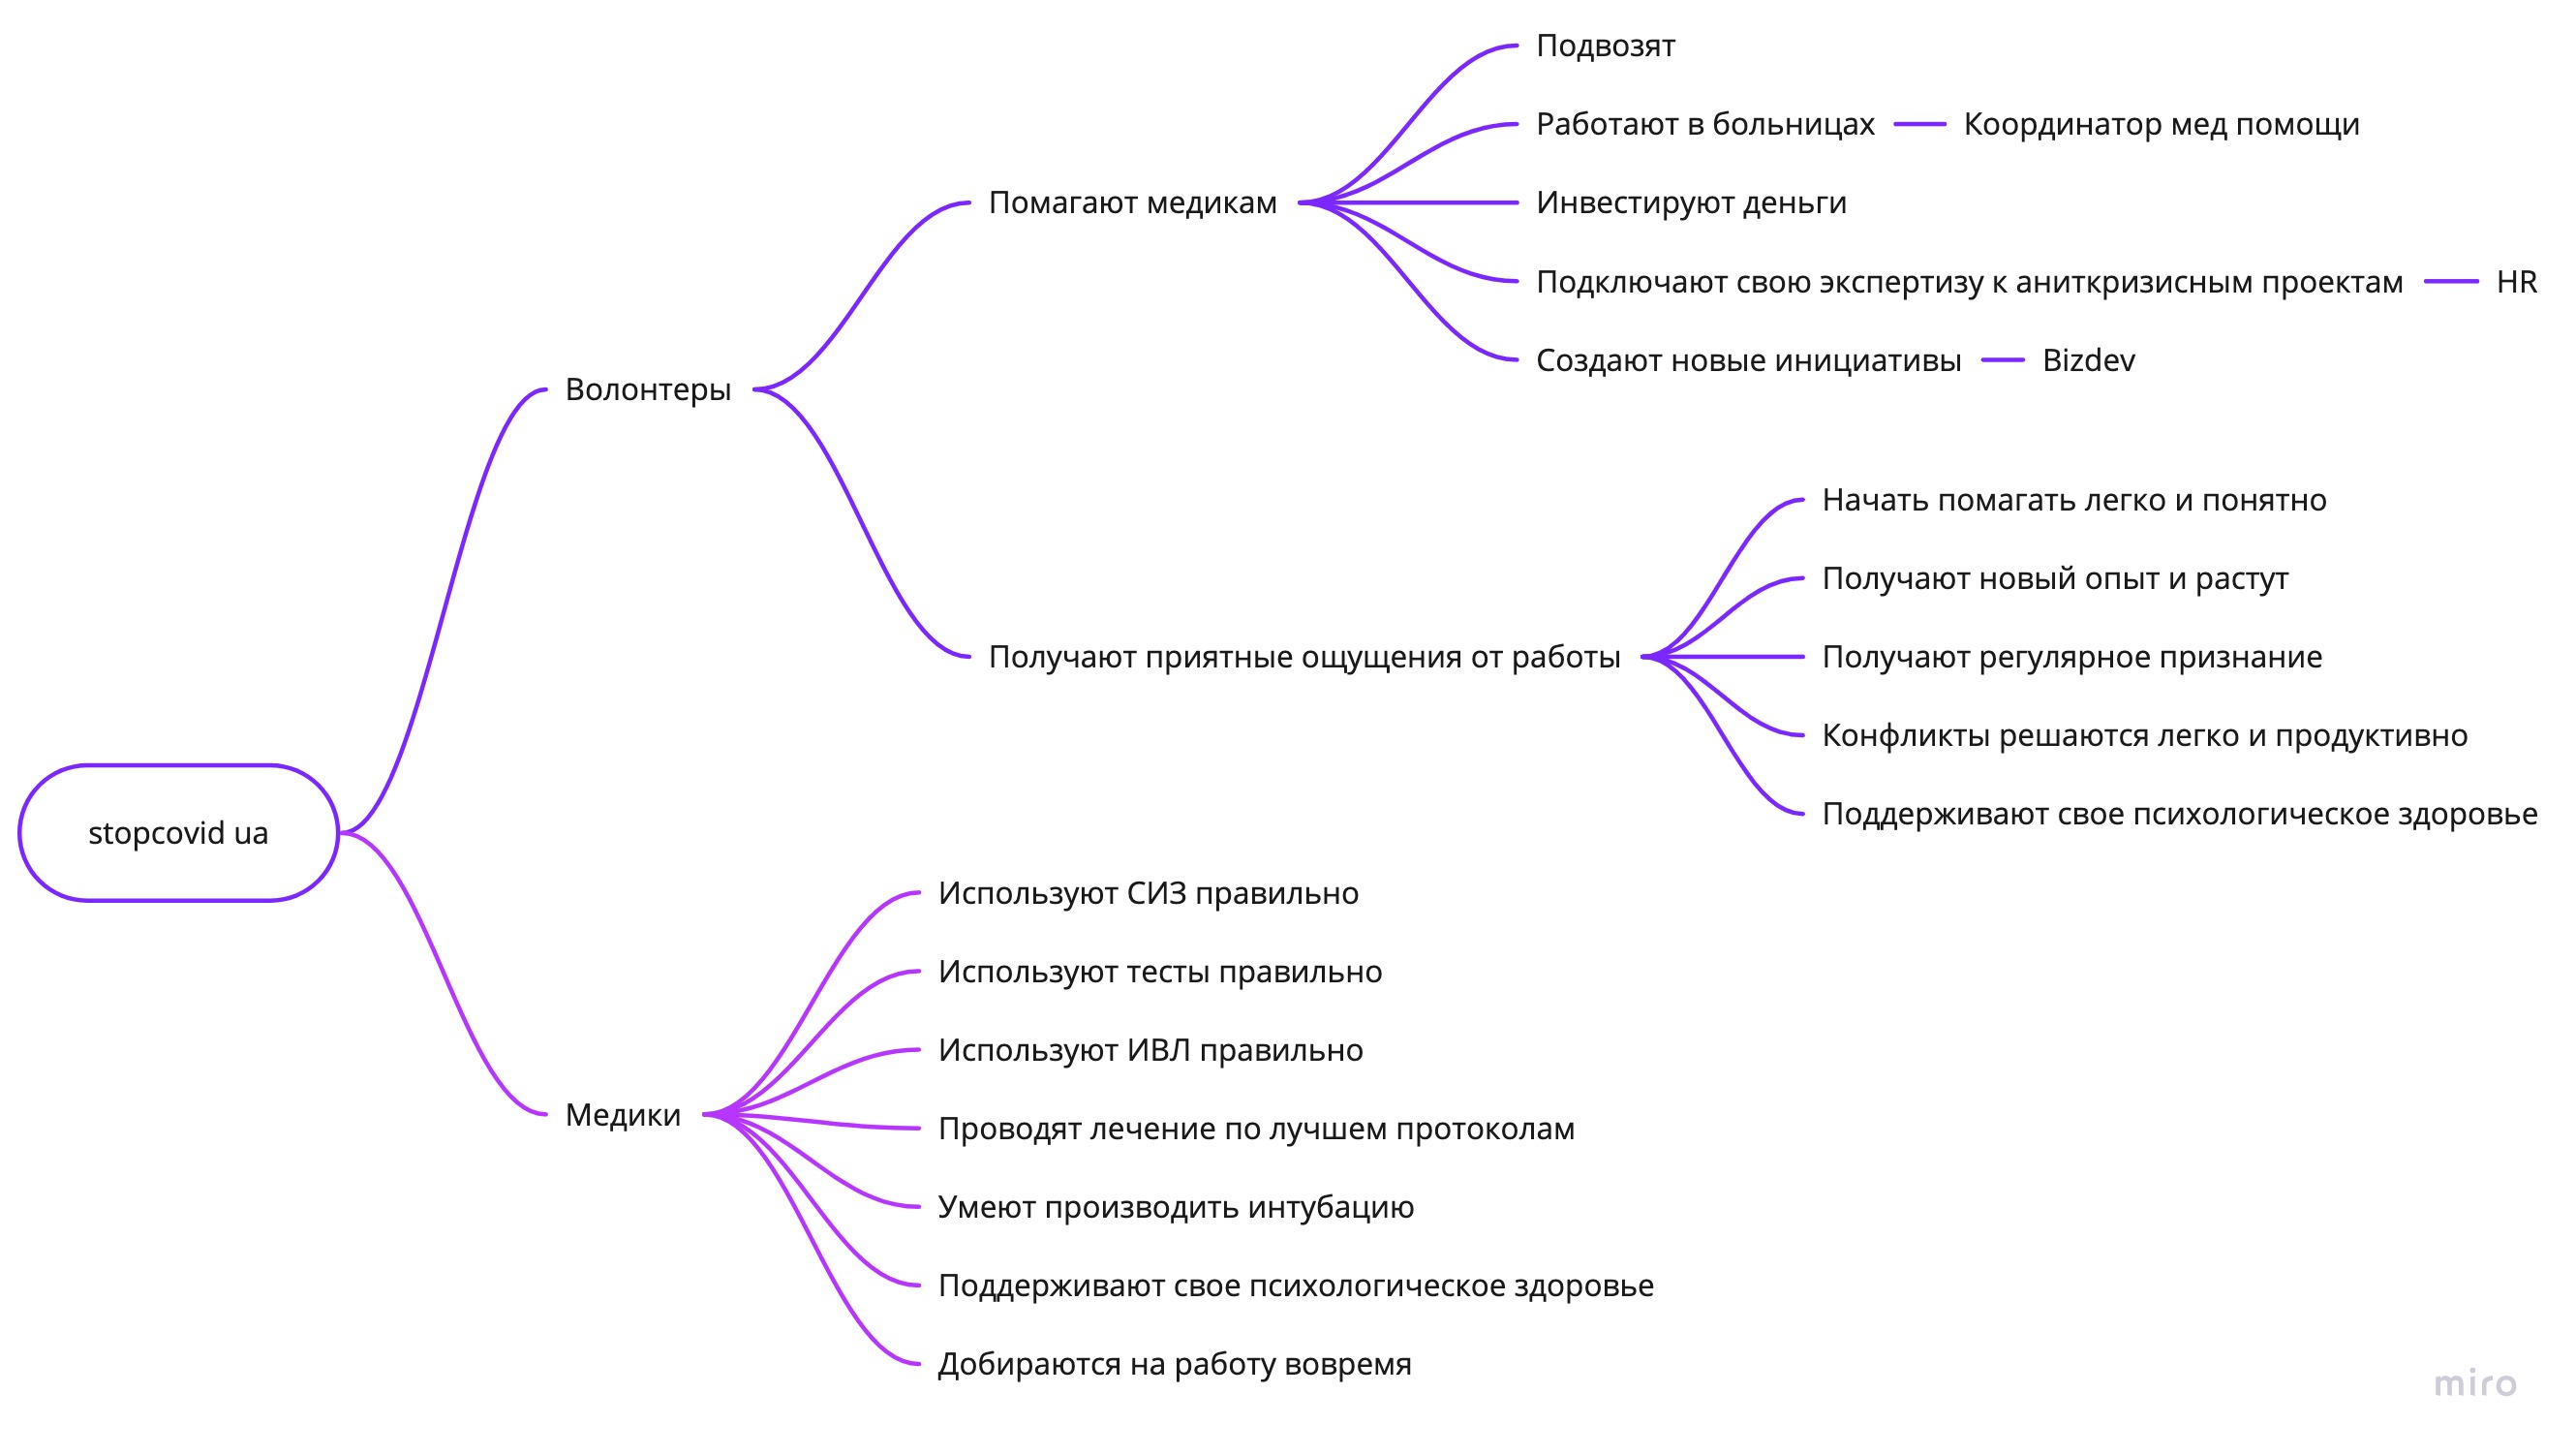 Подвозят
Работают в больницах
Координатор мед помощи
Помогают медикам
Инвестируют деньги
Подключают свою экспертизу к аниткризисным проектам
HR
Создают новые инициативы
Bizdev
Волонтеры
Начать помагать легко и понятно
Получают новый опыт и растут
Получают приятные ощущения от работы
Получают регулярное признание
Конфликты решаются легко и продуктивно
Поддерживают свое психологическое здоровье
stopcovid ua
Используют СИЗ правильно
Используют тесты правильно
Используют ИВЛ правильно
Медики
Проводят лечение по лучшем протоколам
Умеют производить интубацию
Поддерживают свое психологическое здоровье
Добираются на работу вовремя
miro